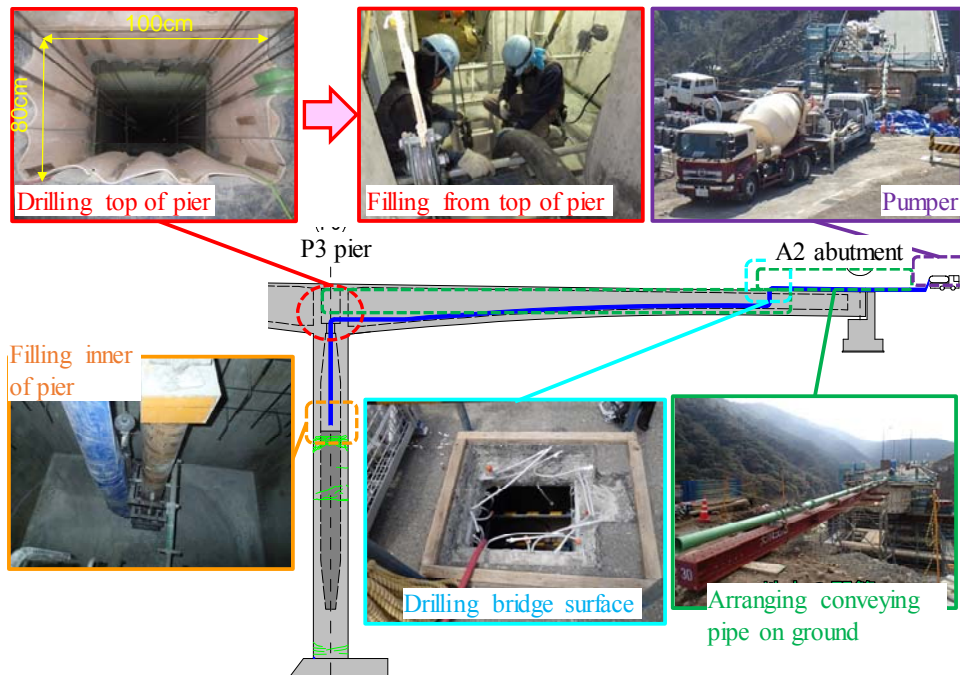 100cm
80cm
Drilling top of pier
Filling from top of pier
Pumper
P3 pier
A2 abutment
Filling inner
of pier
Drilling bridge surface
30
Arranging conveying
pipe on ground